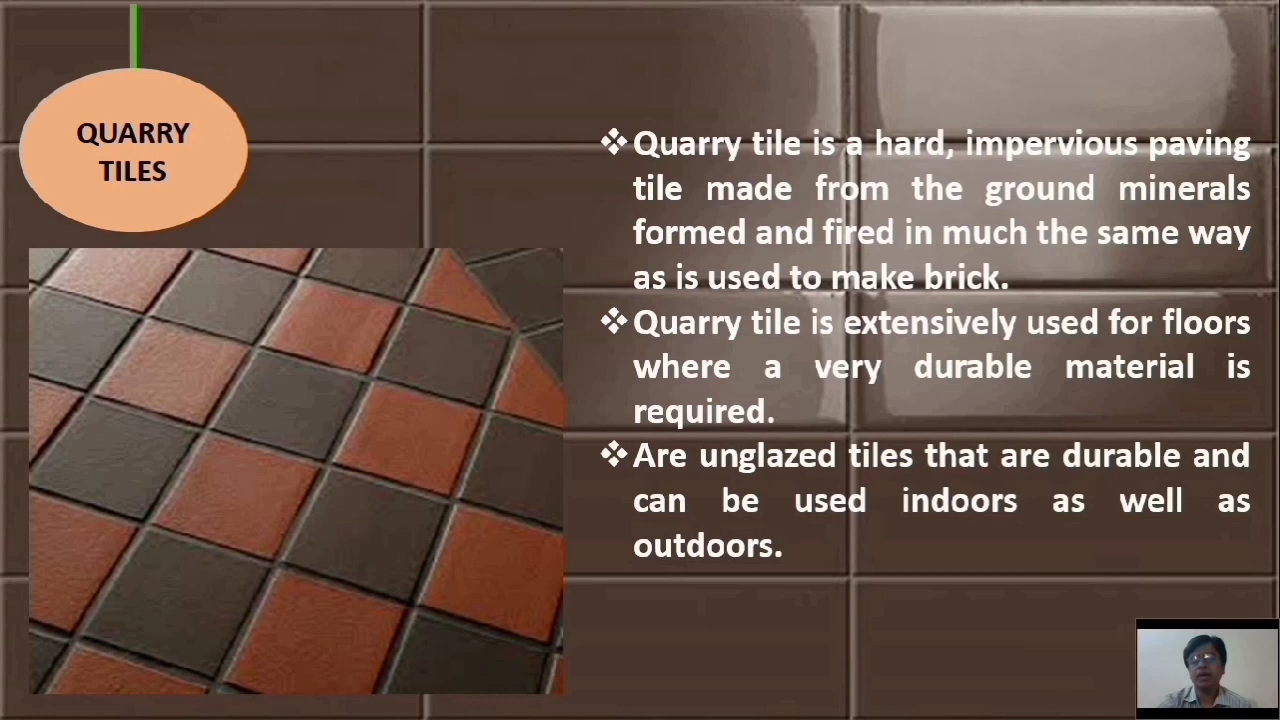 QUARRY
TILES
❖Quarry tile is a hard, impervious paving
tile made from the ground minerals
formed and fired in much the same way
as is used to make brick.
❖Quarry tile is extensively used for floors
where a very durable material is
required.
❖Are unglazed tiles that are durable and
can be used indoors as well as
outdoors.